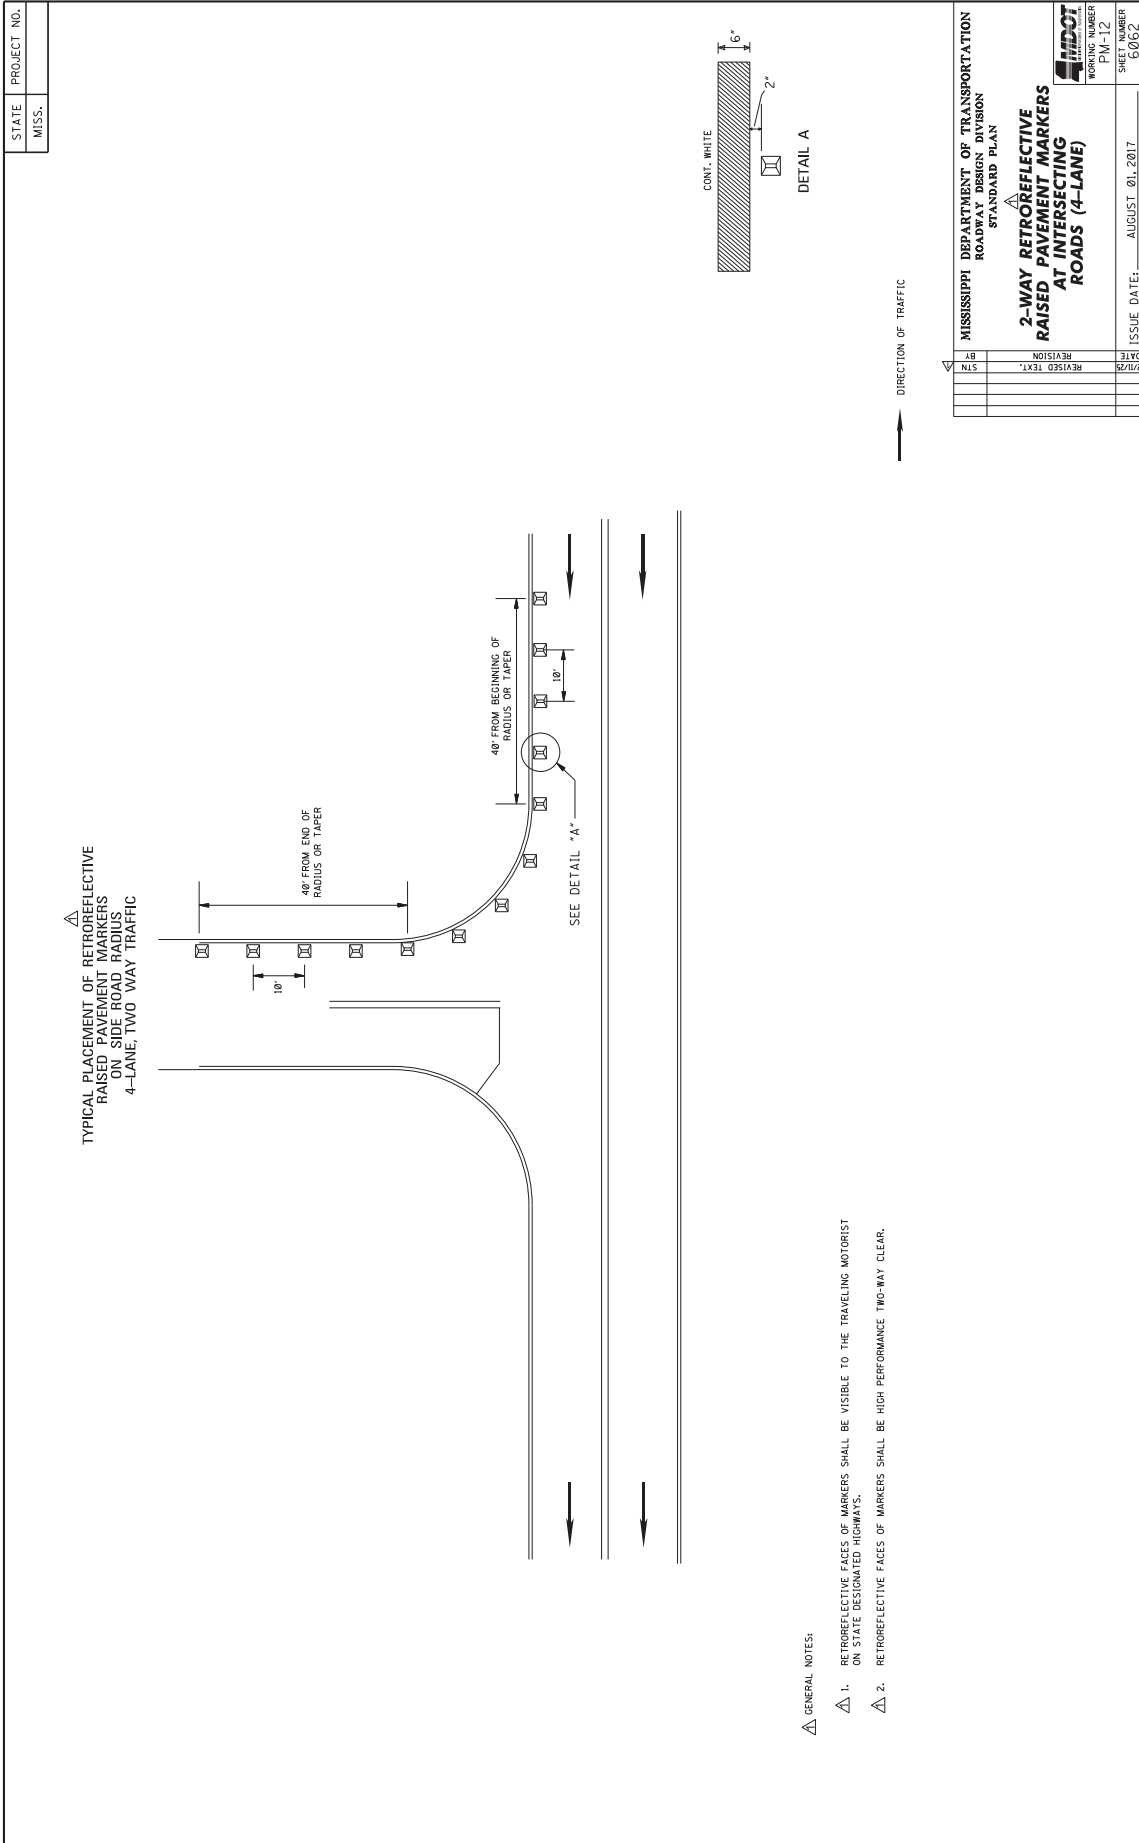 STATE
PROJECT NO.
MISS.
TYPICAL PLACEMENT OF RETROREFLECTIVE
RAISED PAVEMENT MARKERS
ON SIDE ROAD RADIUS
4-LANE, TWO WAY TRAFFIC
40' FROM END OF
RADIUS OR TAPER
10'
40' FROM BEGINNING OF
RADIUS OR TAPER
10'
SEE DETAIL "A"
CONT. WHITE
6"
2"
DETAIL A
DIRECTION OF TRAFFIC
GENERAL NOTES:
1. RETROREFLECTIVE FACES OF MARKERS SHALL BE VISIBLE TO THE TRAVELING MOTORIST
ON STATE DESIGNATED HIGHWAYS.
2. RETROREFLECTIVE FACES OF MARKERS SHALL BE HIGH PERFORMANCE TWO-WAY CLEAR.
BY
REVISION
DATE
STN
REVISED TEXT.
MISSISSIPPI DEPARTMENT OF TRANSPORTATION
ROADWAY DESIGN DIVISION
STANDARD PLAN
2-WAY RETROREFLECTIVE
RAISED PAVEMENT MARKERS
AT INTERSECTING
ROADS (4-LANE)
MDOT
WORKING NUMBER
PM-12
SHEET NUMBER
6062
ISSUE DATE: AUGUST 01, 2017